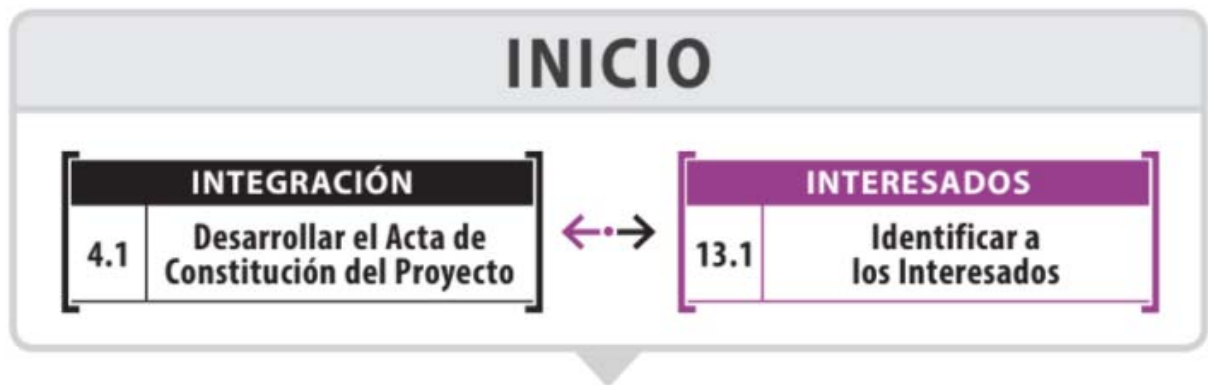 INICIO
INTEGRACIÓN
4.1
Desarrollar el Acta de
Constitución del Proyecto
INTERESADOS
13.1
Identificar a
los Interesados